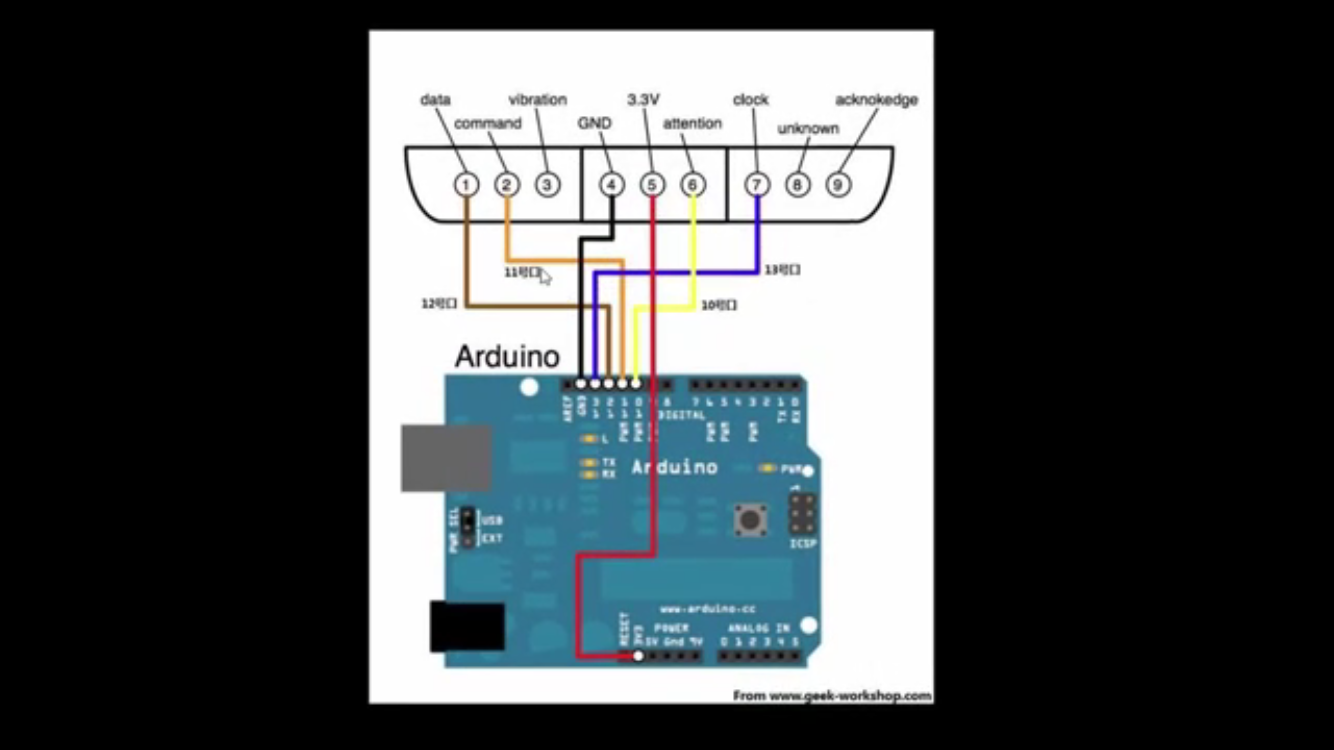 data
vibration
3.3V
clock
acknokedge
command
GND
attention
unknown
1
2
3
4
5
6
7
8
9
11号口
13号口
12号口
10号口
Arduino
AREF
GND
13
12
11
10
8
7
6
5
4
3
2
1
0
PWM
PWM
PWM
PWM
PWM
TX
RX
DIGITAL
L
TX
RX
Arduino
PWR
1
PWR SEL
USB
EXT
ICSP
www.arduino.cc
RESET
3V3
POWER
5V Gnd 9V
ANALOG IN
0 1 2 3 4 5
From www.geek-workshop.com